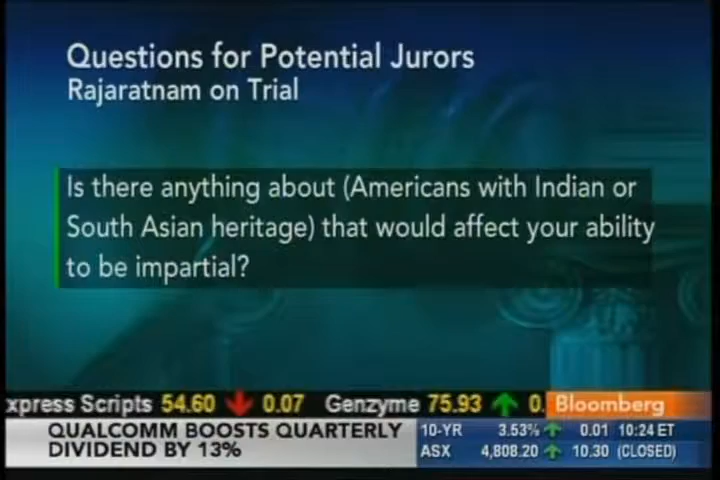 Questions for Potential Jurors
Rajaratnam on Trial
Is there anything about (Americans with Indian or
South Asian heritage) that would affect your ability
to be impartial?
xpress Scripts 54.60 0.07 Genzyme 75.93 0. Bloomberg
QUALCOMM BOOSTS QUARTERLY
DIVIDEND BY 13%
10-YR 3.53% 0.01 10:24 ET
ASX 4,808.20 10.30 (CLOSED)